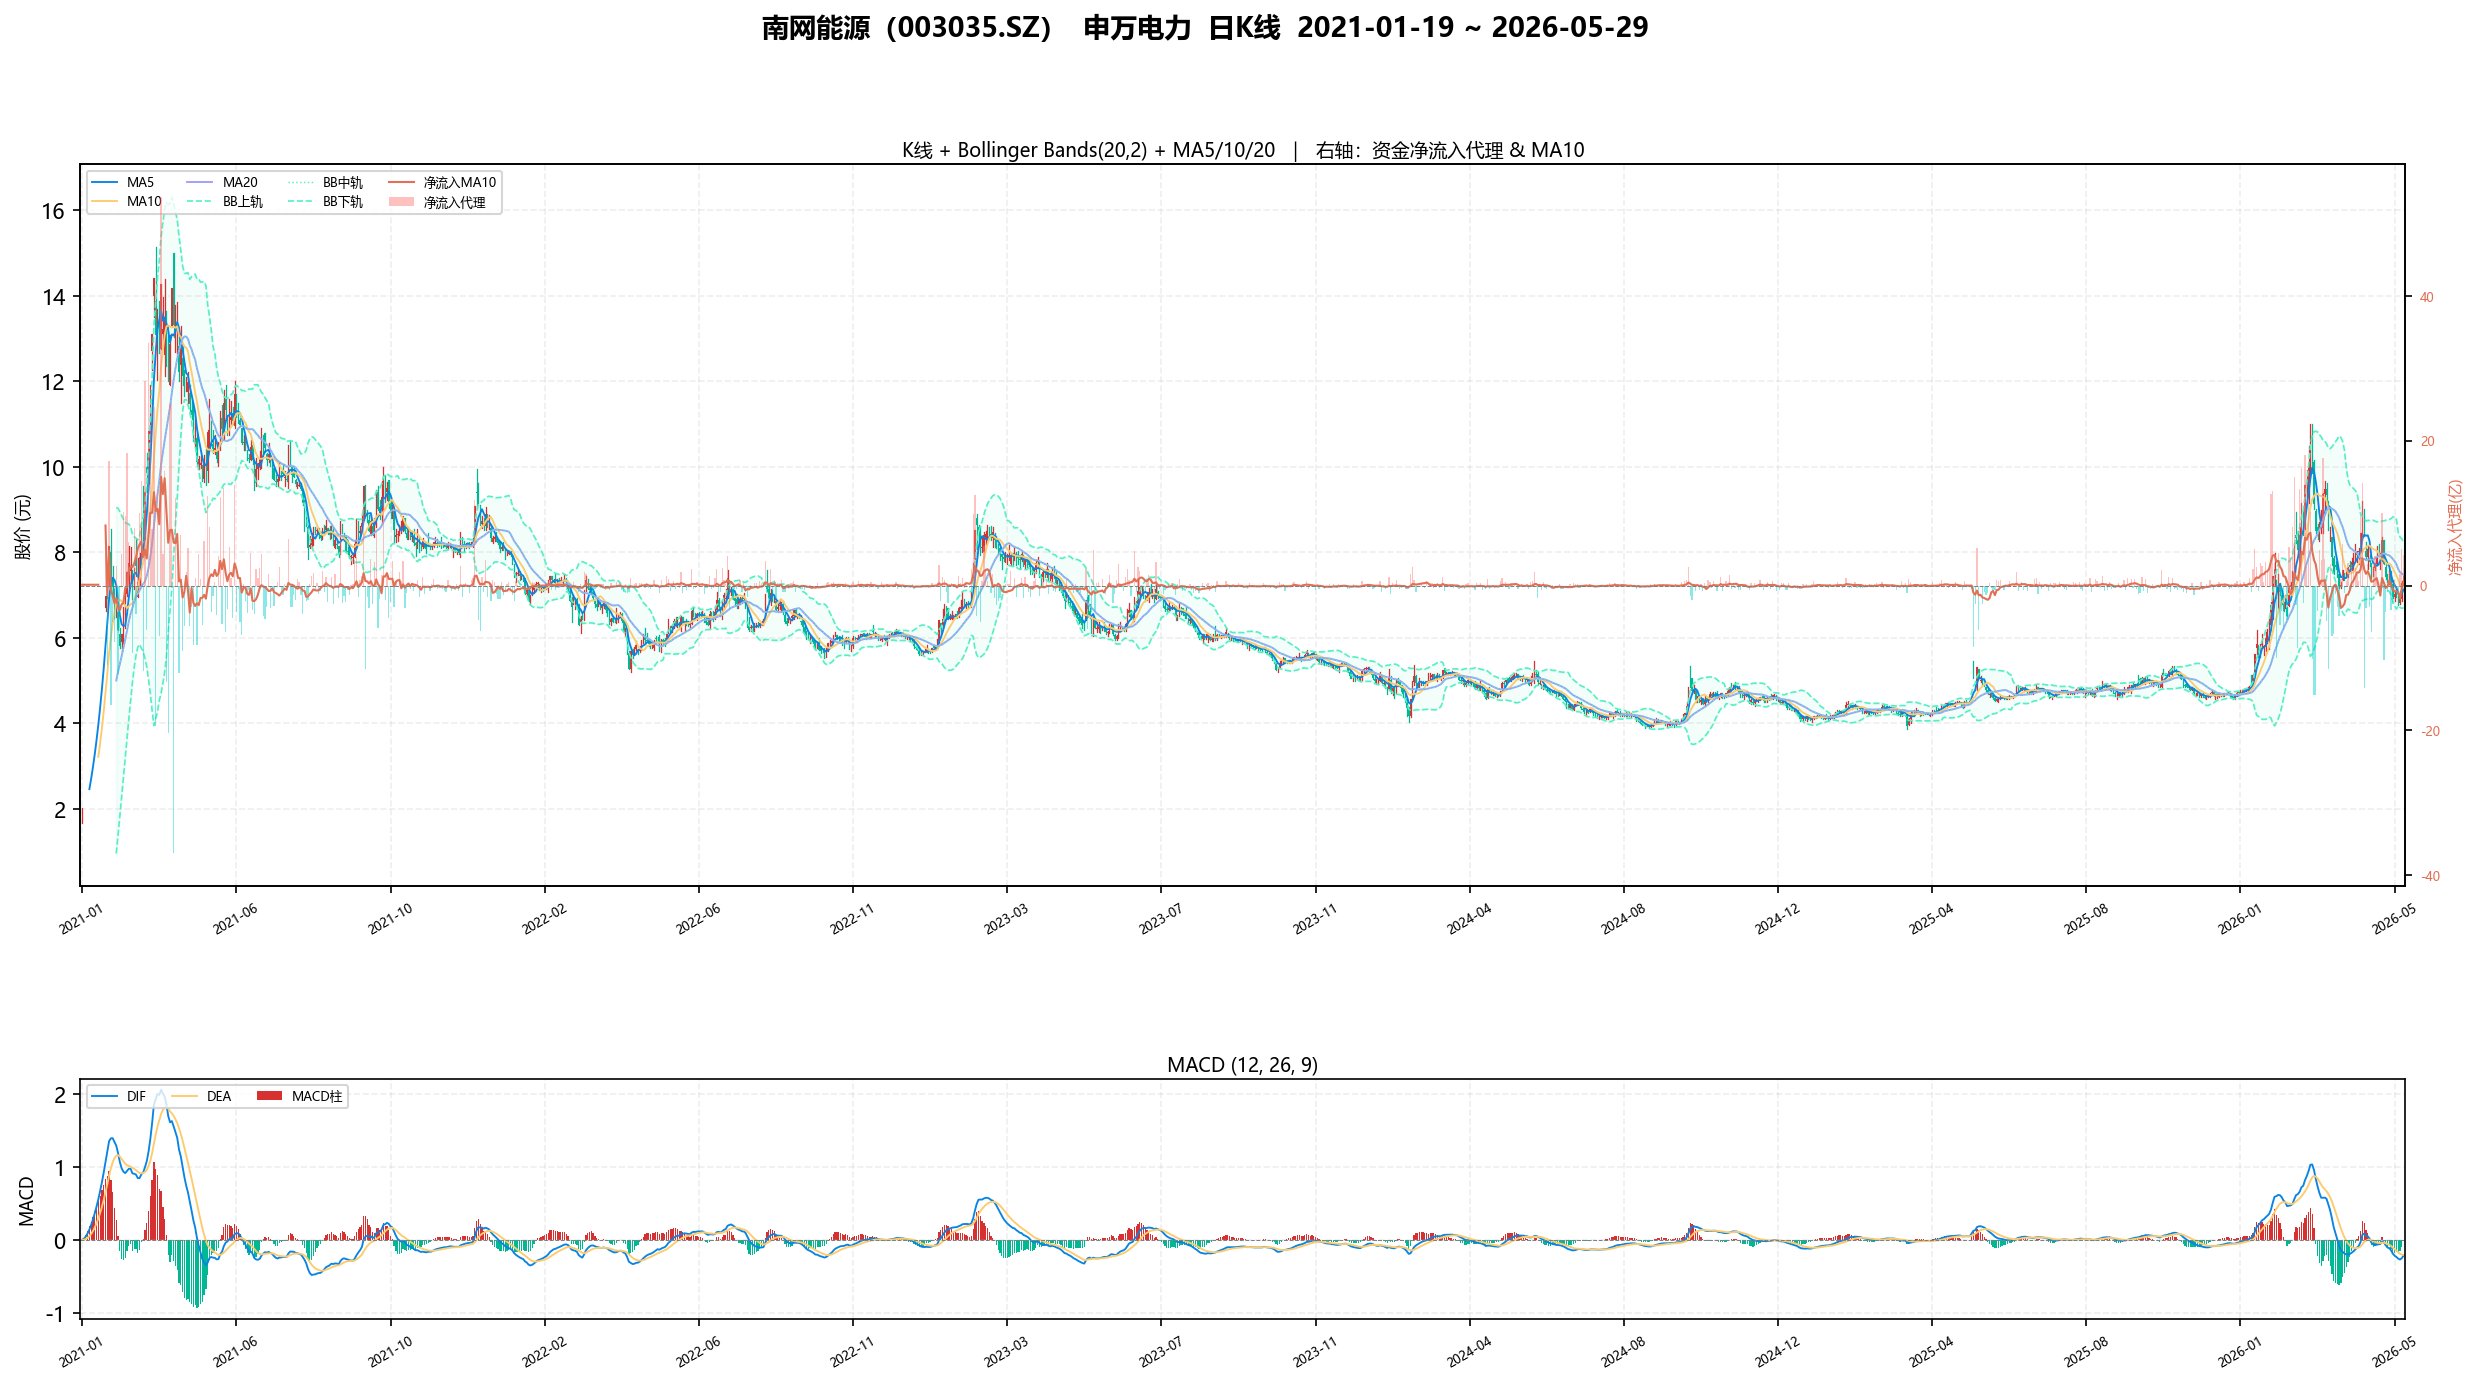 南网能源（003035.SZ） 申万电力 日K线 2021-01-19 ~ 2026-05-29
K线 + Bollinger Bands(20,2) + MA5/10/20 | 右轴：资金净流入代理 & MA10
MA5 MA20 BB中轨 净流入MA10
MA10 BB上轨 BB下轨 净流入代理
股价 (元)
16
14
12
10
8
6
4
2
40
20
0
-20
-40
净流入代理(亿)
2021-01 2021-06 2021-10 2022-02 2022-06 2022-11 2023-03 2023-07 2023-11 2024-04 2024-08 2024-12 2025-04 2025-08 2026-01 2026-05
MACD (12, 26, 9)
DIF DEA MACD柱
MACD
2
1
0
-1
2021-01 2021-06 2021-10 2022-02 2022-06 2022-11 2023-03 2023-07 2023-11 2024-04 2024-08 2024-12 2025-04 2025-08 2026-01 2026-05